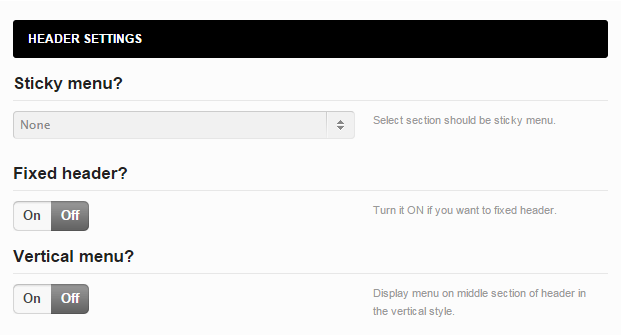 HEADER SETTINGS
Sticky menu?
None
Select section should be sticky menu.
Fixed header?
On Off
Turn it ON if you want to fixed header.
Vertical menu?
On Off
Display menu on middle section of header in
the vertical style.